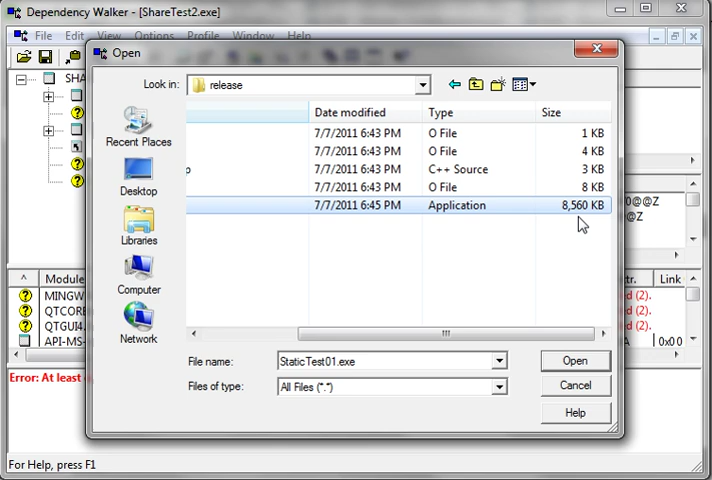 Dependency Walker - [ShareTest2.exe]
File Edit View Options Profile Window Help
Open
Look in: release
SHA
Date modified Type Size
7/7/2011 6:43 PM O File 1 KB
7/7/2011 6:43 PM O File 4 KB
p 7/7/2011 6:43 PM C++ Source 3 KB
7/7/2011 6:43 PM O File 8 KB
7/7/2011 6:45 PM Application 8,560 KB
Recent Places
Desktop
Libraries
Computer
Network
0@@Z
@Z
^ Module ttr. Link
MINGW d (2).
QTCORE d (2).
QTGUI4. d (2).
API-MS- A 0x00
File name: StaticTest01.exe Open
Files of type: All Files (*.*) Cancel
Help
Error: At least
For Help, press F1